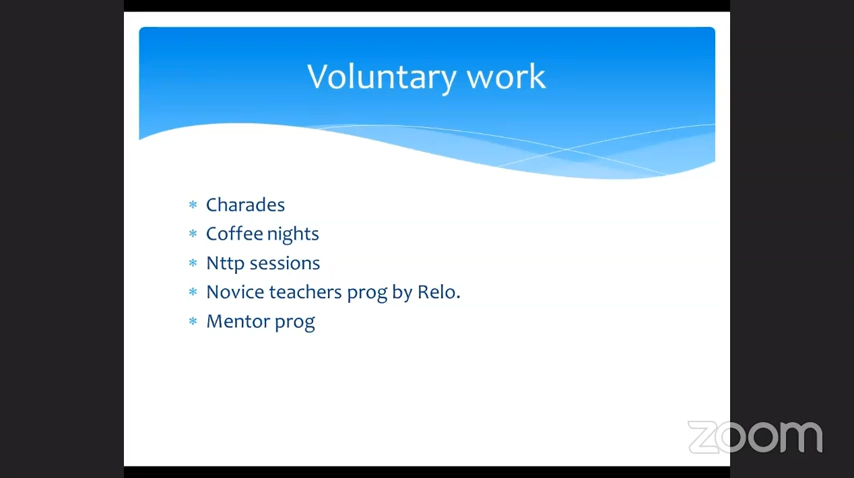 Voluntary work
* Charades
* Coffee nights
* Nttp sessions
* Novice teachers prog by Relo.
* Mentor prog
zoom